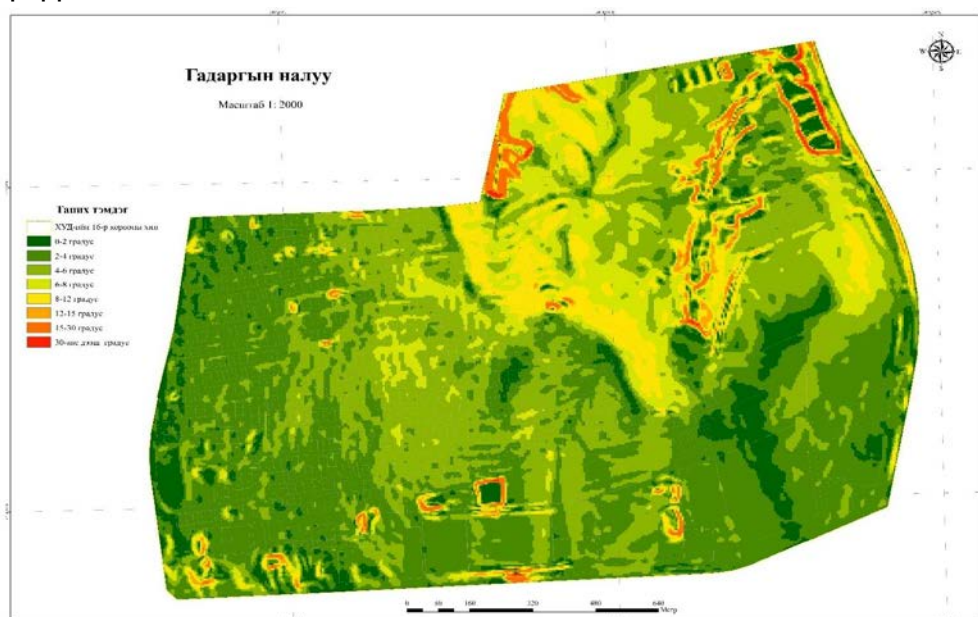 Гадаргын налуу
Масштаб 1: 2000
N
W E
S
Таних тэмдэг
ХУД-ийн 16-р хорооны хил
0-2 градус
2-4 градус
4-6 градус
6-8 градус
8-12 градус
12-15 градус
15-30 градус
30-аас дээш градус
0 80 160 320 480 640
Метр